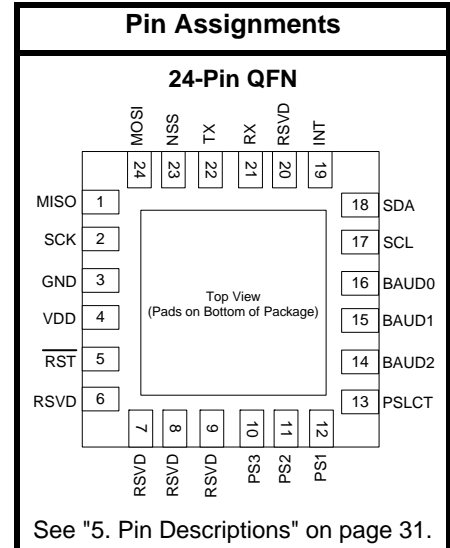 Pin Assignments
24-Pin QFN
MOSI NSS TX RX RSVD INT
24 23 22 21 20 19
MISO 1 18 SDA
SCK 2 17 SCL
GND 3 16 BAUD0
VDD 4 15 BAUD1
RST 5 14 BAUD2
RSVD 6 13 PSLCT
Top View
(Pads on Bottom of Package)
7 8 9 10 11 12
RSVD RSVD RSVD PS3 PS2 PS1
See "5. Pin Descriptions" on page 31.